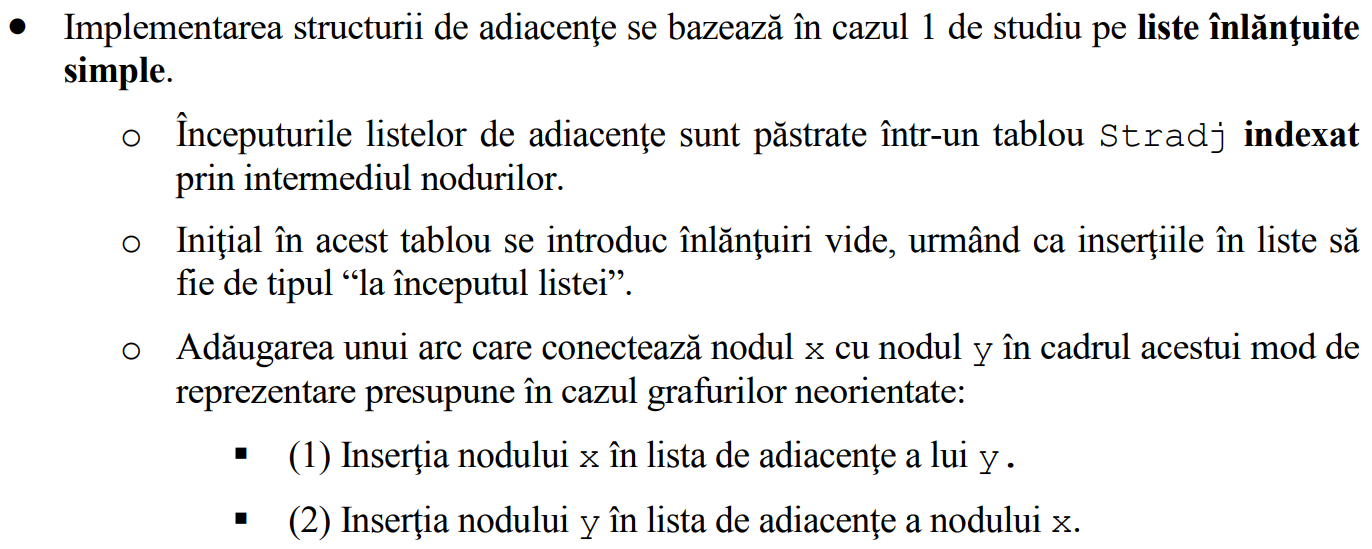 ● Implementarea structurii de adiacenţe se bazează în cazul 1 de studiu pe liste înlănţuite
simple.
o Începuturile listelor de adiacenţe sunt păstrate într-un tablou Stradj indexat
prin intermediul nodurilor.
o Iniţial în acest tablou se introduc înlănţuiri vide, urmând ca inserţiile în liste să
fie de tipul “la începutul listei”.
o Adăugarea unui arc care conectează nodul x cu nodul y în cadrul acestui mod de
reprezentare presupune în cazul grafurilor neorientate:
▪ (1) Inserţia nodului x în lista de adiacenţe a lui y.
▪ (2) Inserţia nodului y în lista de adiacenţe a nodului x.